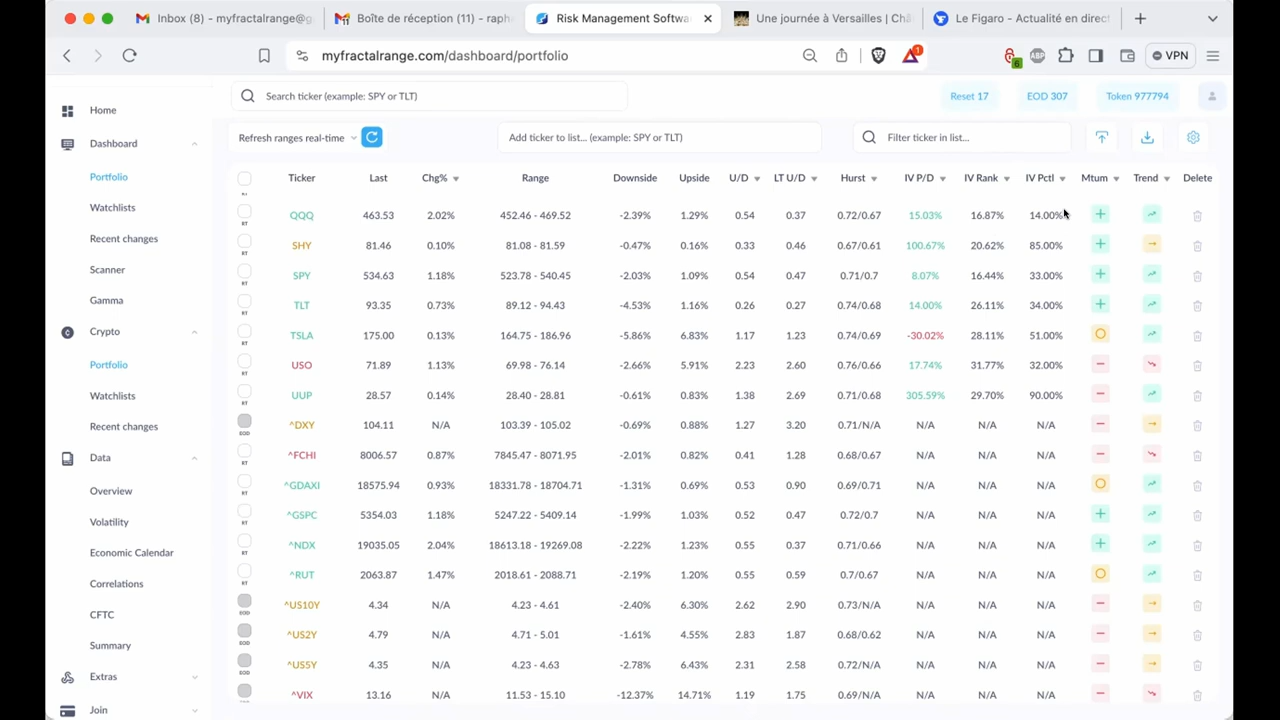 Inbox (8) - myfractalrange@g
Boîte de réception (11) - raph
Risk Management Softwa
Une journée à Versailles | Châ
Le Figaro - Actualité en direct
myfractalrange.com/dashboard/portfolio
1
6
ABP
VPN
Home
Dashboard
Portfolio
Watchlists
Recent changes
Scanner
Gamma
Crypto
Portfolio
Watchlists
Recent changes
Data
Overview
Volatility
Economic Calendar
Correlations
CFTC
Summary
Extras
Join
Search ticker (example: SPY or TLT)
Reset 17
EOD 307
Token 977794
Refresh ranges real-time
Add ticker to list... (example: SPY or TLT)
Filter ticker in list...
Ticker Last Chg% Range Downside Upside U/D LT U/D Hurst IV P/D IV Rank IV Pctl Mtum Trend Delete
RT
RT QQQ 463.53 2.02% 452.46 - 469.52 -2.39% 1.29% 0.54 0.37 0.72/0.67 15.03% 16.87% 14.00%
RT SHY 81.46 0.10% 81.08 - 81.59 -0.47% 0.16% 0.33 0.46 0.67/0.61 100.67% 20.62% 85.00%
RT SPY 534.63 1.18% 523.78 - 540.45 -2.03% 1.09% 0.54 0.47 0.71/0.7 8.07% 16.44% 33.00%
RT TLT 93.35 0.73% 89.12 - 94.43 -4.53% 1.16% 0.26 0.27 0.74/0.68 14.00% 26.11% 34.00%
RT TSLA 175.00 0.13% 164.75 - 186.96 -5.86% 6.83% 1.17 1.23 0.74/0.69 -30.02% 28.11% 51.00%
RT USO 71.89 1.13% 69.98 - 76.14 -2.66% 5.91% 2.23 2.60 0.76/0.66 17.74% 31.77% 32.00%
RT UUP 28.57 0.14% 28.40 - 28.81 -0.61% 0.83% 1.38 2.69 0.71/0.68 305.59% 29.70% 90.00%
EOD ^DXY 104.11 N/A 103.39 - 105.02 -0.69% 0.88% 1.27 3.20 0.71/N/A N/A N/A N/A
RT ^FCHI 8006.57 0.87% 7845.47 - 8071.95 -2.01% 0.82% 0.41 1.28 0.68/0.67 N/A N/A N/A
RT ^GDAXI 18575.94 0.93% 18331.78 - 18704.71 -1.31% 0.69% 0.53 0.90 0.69/0.71 N/A N/A N/A
RT ^GSPC 5354.03 1.18% 5247.22 - 5409.14 -1.99% 1.03% 0.52 0.47 0.72/0.7 N/A N/A N/A
RT ^NDX 19035.05 2.04% 18613.18 - 19269.08 -2.22% 1.23% 0.55 0.37 0.71/0.66 N/A N/A N/A
RT ^RUT 2063.87 1.47% 2018.61 - 2088.71 -2.19% 1.20% 0.55 0.59 0.7/0.67 N/A N/A N/A
EOD ^US10Y 4.34 N/A 4.23 - 4.61 -2.40% 6.30% 2.62 2.90 0.73/N/A N/A N/A N/A
EOD ^US2Y 4.79 N/A 4.71 - 5.01 -1.61% 4.55% 2.83 1.87 0.68/0.62 N/A N/A N/A
EOD ^US5Y 4.35 N/A 4.23 - 4.63 -2.78% 6.43% 2.31 2.58 0.72/N/A N/A N/A N/A
^VIX 13.16 N/A 11.53 - 15.10 -12.37% 14.71% 1.19 1.75 0.69/N/A N/A N/A N/A